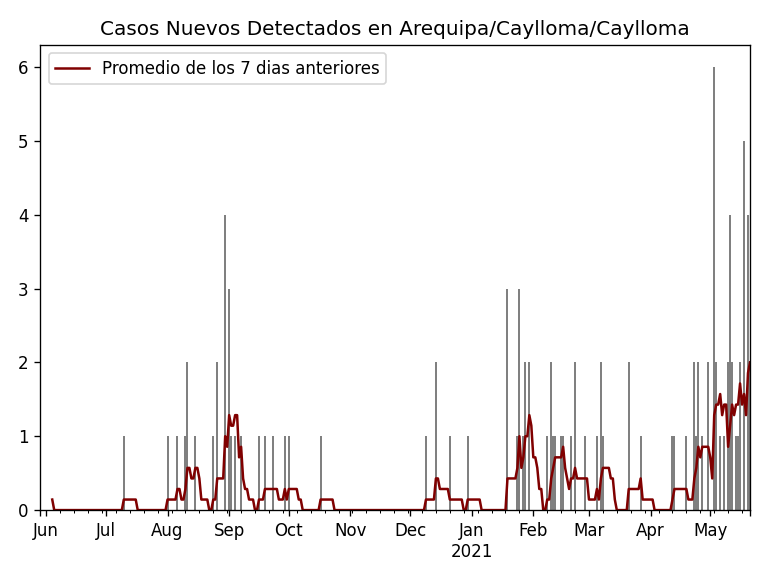 Casos Nuevos Detectados en Arequipa/Caylloma/Caylloma
Promedio de los 7 dias anteriores
6
5
4
3
2
1
0
Jun Jul Aug Sep Oct Nov Dec Jan Feb Mar Apr May
2021